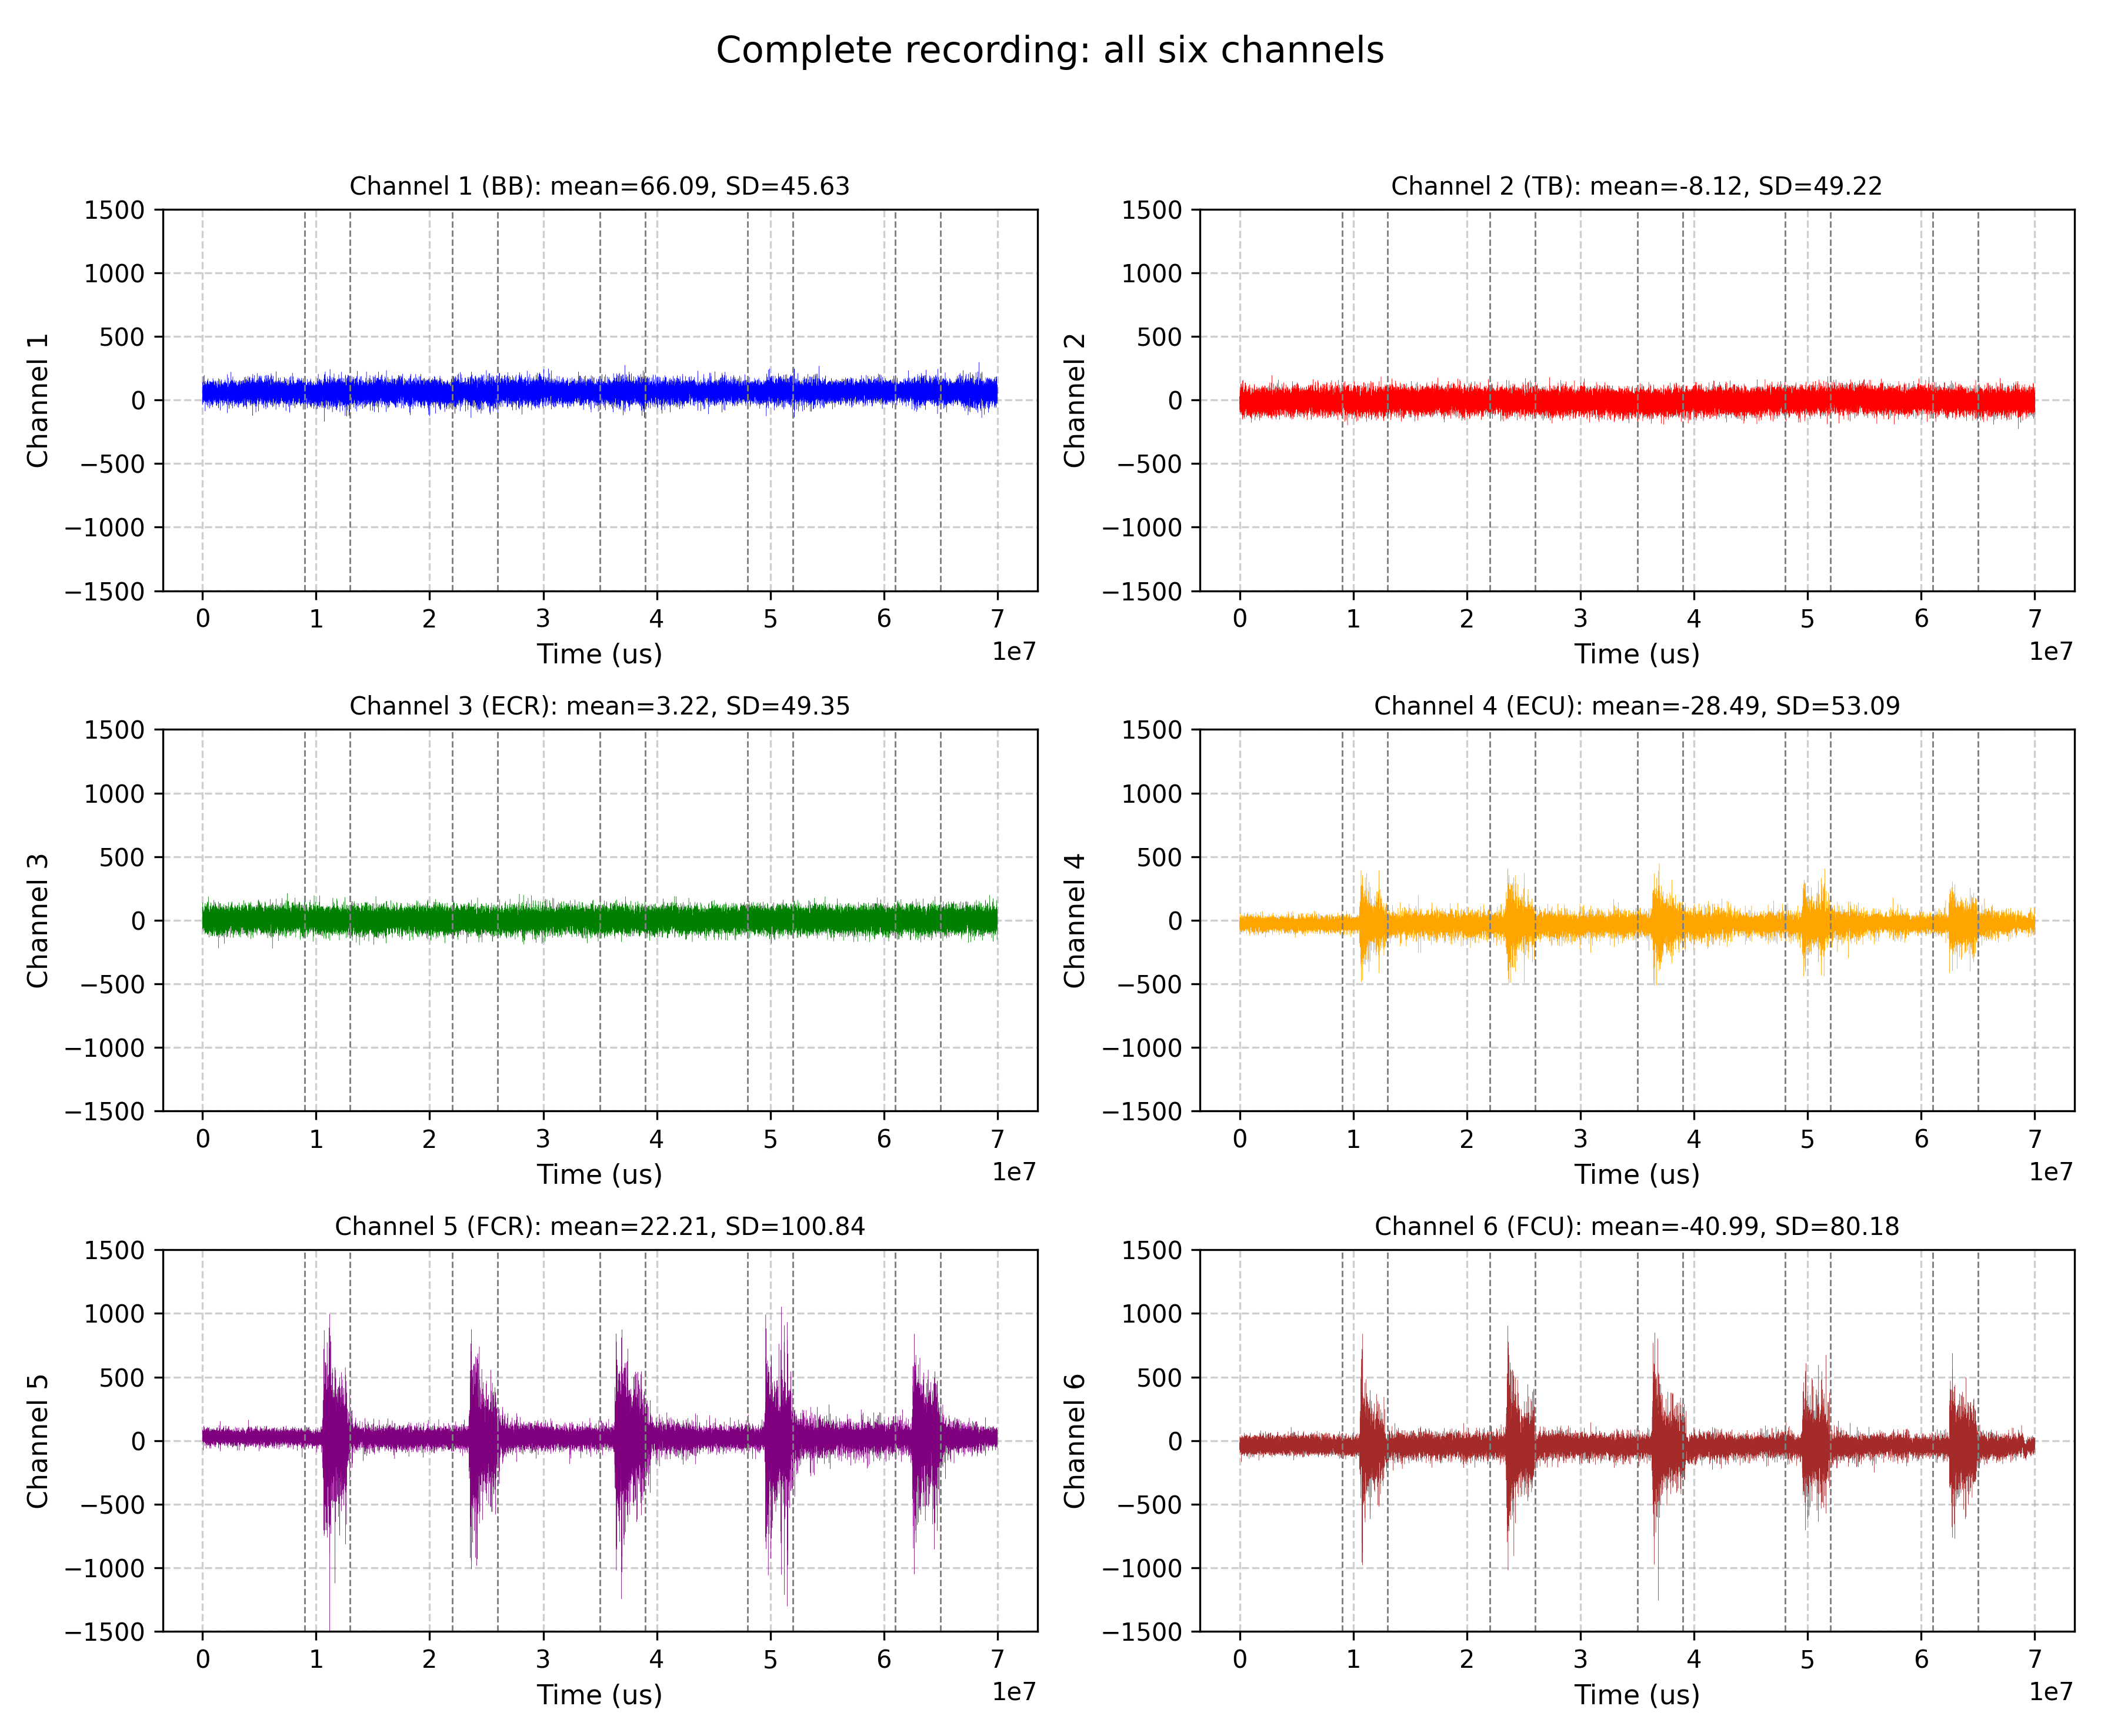 Complete recording: all six channels
Channel 1 (BB): mean=66.09, SD=45.63
1500
1000
500
0
−500
−1000
−1500
Channel 1
0 1 2 3 4 5 6 7
1e7
Time (us)
Channel 2 (TB): mean=-8.12, SD=49.22
1500
1000
500
0
−500
−1000
−1500
Channel 2
0 1 2 3 4 5 6 7
1e7
Time (us)
Channel 3 (ECR): mean=3.22, SD=49.35
1500
1000
500
0
−500
−1000
−1500
Channel 3
0 1 2 3 4 5 6 7
1e7
Time (us)
Channel 4 (ECU): mean=-28.49, SD=53.09
1500
1000
500
0
−500
−1000
−1500
Channel 4
0 1 2 3 4 5 6 7
1e7
Time (us)
Channel 5 (FCR): mean=22.21, SD=100.84
1500
1000
500
0
−500
−1000
−1500
Channel 5
0 1 2 3 4 5 6 7
1e7
Time (us)
Channel 6 (FCU): mean=-40.99, SD=80.18
1500
1000
500
0
−500
−1000
−1500
Channel 6
0 1 2 3 4 5 6 7
1e7
Time (us)